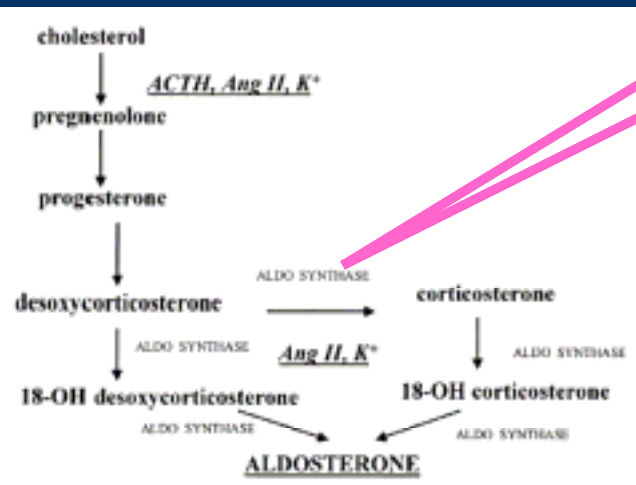 cholesterol
ACTH, Ang II, K⁺
pregnenolone
progesterone
ALDO SYNTHASE
desoxycorticosterone
corticosterone
ALDO SYNTHASE
Ang II, K⁺
ALDO SYNTHASE
18-OH desoxycorticosterone
18-OH corticosterone
ALDO SYNTHASE
ALDO SYNTHASE
ALDOSTERONE